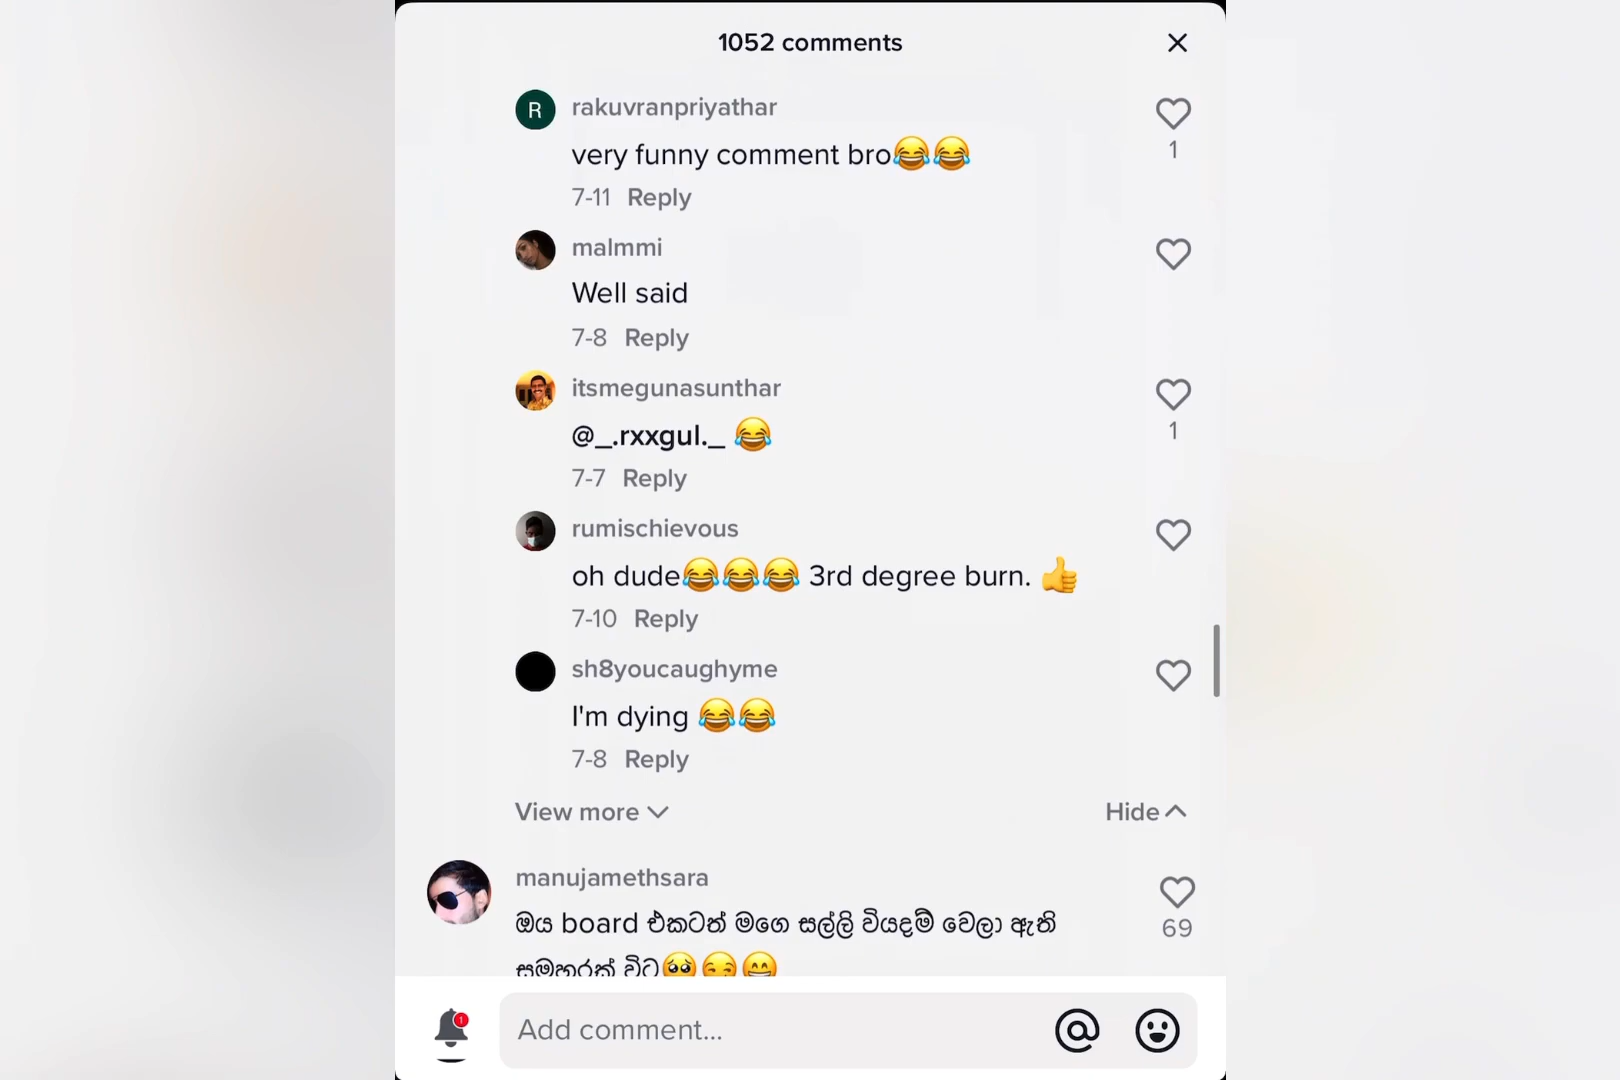 1052 comments
R
rakuvranpriyathar
very funny comment bro😂😂
1
7-11 Reply
malmmi
Well said
7-8 Reply
itsmegunasunthar
@_.rxxgul._ 😂
1
7-7 Reply
rumischievous
oh dude😂😂😂 3rd degree burn. 👍
7-10 Reply
sh8youcaughyme
I'm dying 😂😂
7-8 Reply
View more Hide
manujamethsara
ඔය board එකටත් මගෙ සල්ලි වියදම් වෙලා ඇති
69
සමහරක් විට🥺😏😁
1
Add comment...